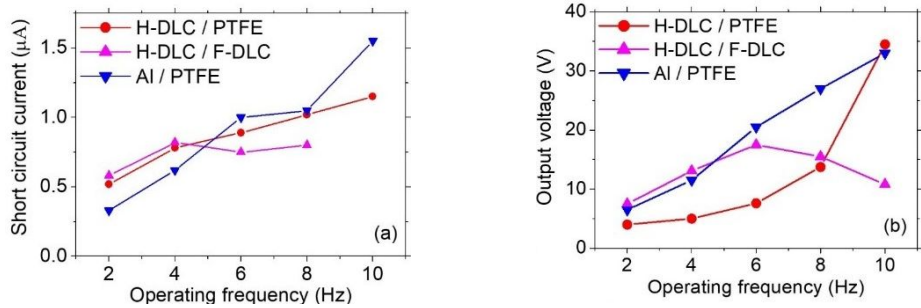 Short circuit current (μA)
1.5
1.0
0.5
0.0
H-DLC / PTFE
H-DLC / F-DLC
Al / PTFE
(a)
2 4 6 8 10
Operating frequency (Hz)
Output voltage (V)
40
30
20
10
0
H-DLC / PTFE
H-DLC / F-DLC
Al / PTFE
(b)
2 4 6 8 10
Operating frequency (Hz)